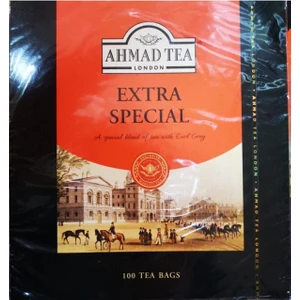 AHMAD TEA
LONDON
EXTRA
SPECIAL
A special blend of tea with Earl Grey
100 TEA BAGS
AHMAD TEA LONDON